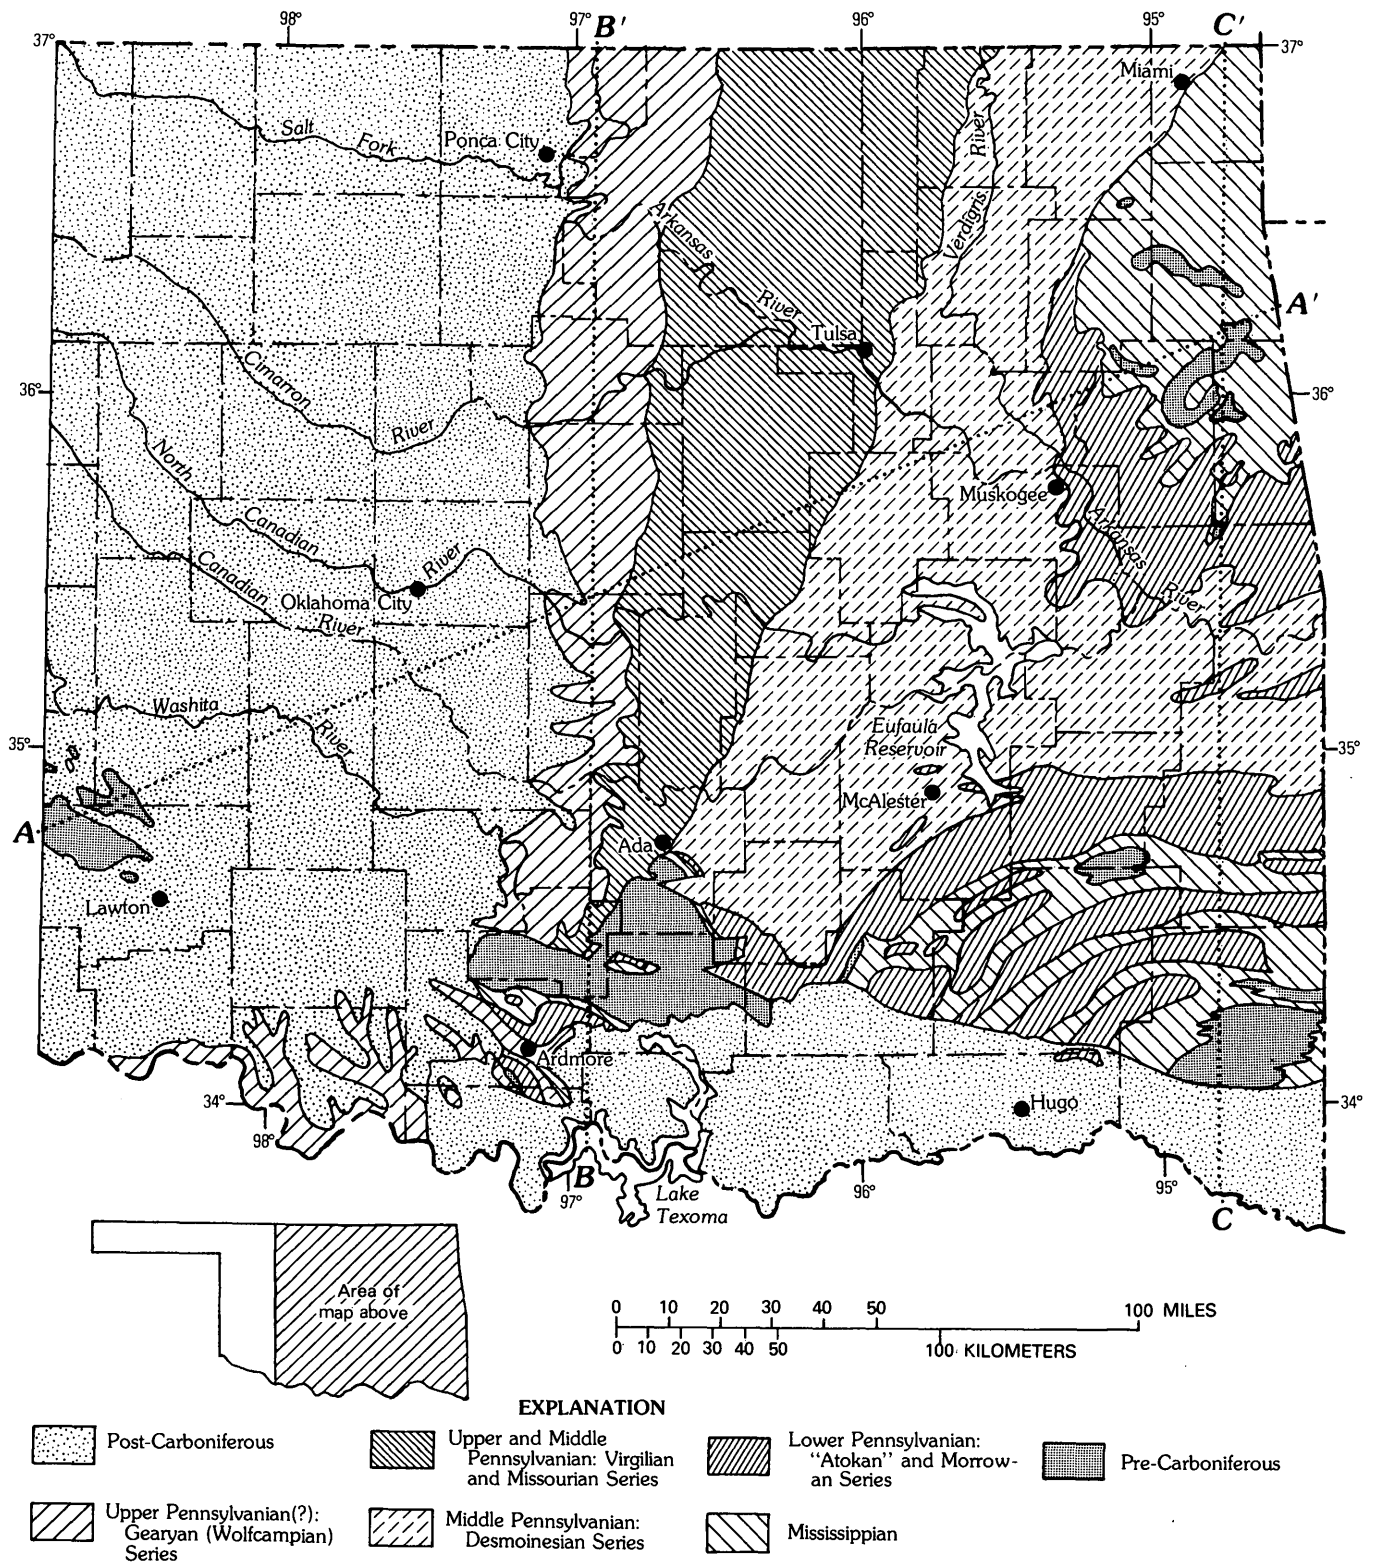 98°
97°
B'
96°
95°
C'
37°
37°
Miami
Salt
Fork
Ponca City
River
Verdigris
Arkansas
River
A'
Tulsa
36°
36°
Cimarron
River
North
Canadian
River
Muskogee
Arkansas
River
Canadian
River
Oklahoma City
Washita
River
Eufaula
Reservoir
35°
35°
McAlester
A
Ada
Lawton
Ardmore
34°
98°
Hugo
34°
B
97°
Lake
Texoma
96°
95°
C
Area of
map above
0 10 20 30 40 50 100 MILES
0 10 20 30 40 50 100 KILOMETERS
EXPLANATION
Post-Carboniferous
Upper and Middle
Pennsylvanian: Virgilian
and Missourian Series
Lower Pennsylvanian:
"Atokan" and Morrow-
an Series
Pre-Carboniferous
Upper Pennsylvanian(?):
Gearyan (Wolfcampian)
Series
Middle Pennsylvanian:
Desmoinesian Series
Mississippian